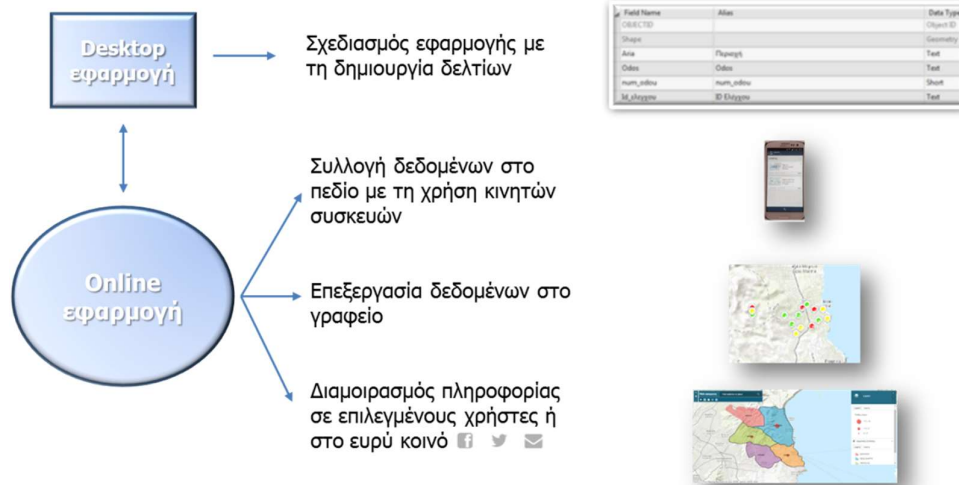 Desktop
εφαρμογή
Σχεδιασμός εφαρμογής με
τη δημιουργία δελτίων
Field Name Alias Data Type
OBJECTID Object ID
Shape Geometry
Aria Περιοχή Text
Odos Odos Text
num_odou num_odou Short
Id_ελεγχου ID Ελέγχου Text
Online
εφαρμογή
Συλλογή δεδομένων στο
πεδίο με τη χρήση κινητών
συσκευών
Επεξεργασία δεδομένων στο
γραφείο
Διαμοιρασμός πληροφορίας
σε επιλεγμένους χρήστες ή
στο ευρύ κοινό